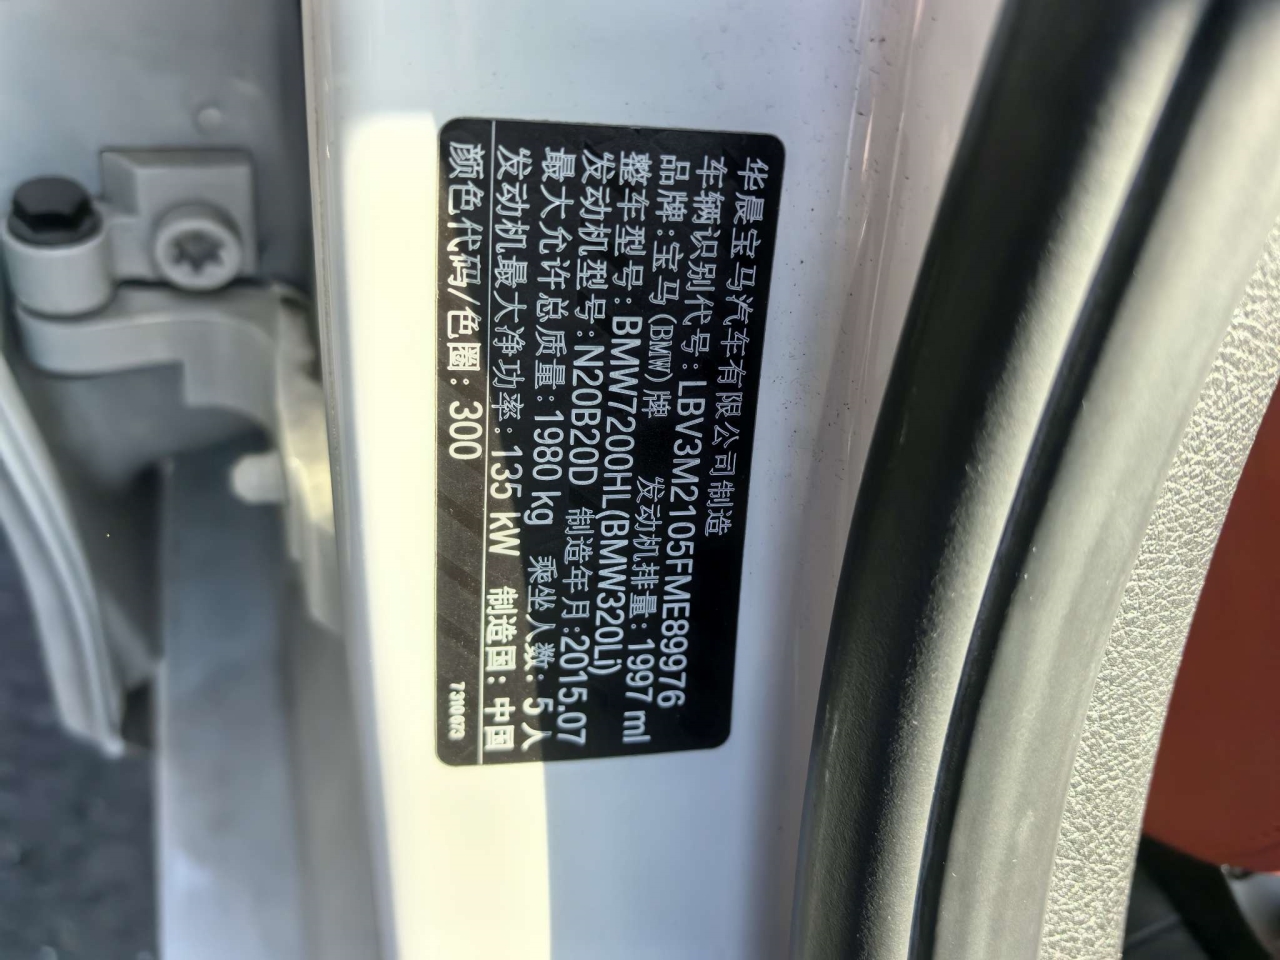 华晨宝马汽车有限公司制造
车辆识别代号：LBV3M2105FME89976
品牌：宝马(BMW)牌 发动机排量：1997 ml
整车型号：BMW7200HL(BMW320Li)
发动机型号：N20B20D 制造年月：2015.07
最大允许总质量：1980 kg 乘坐人数：5人
发动机最大净功率：135 kW 制造国：中国
颜色代码/色圈：300 7310073